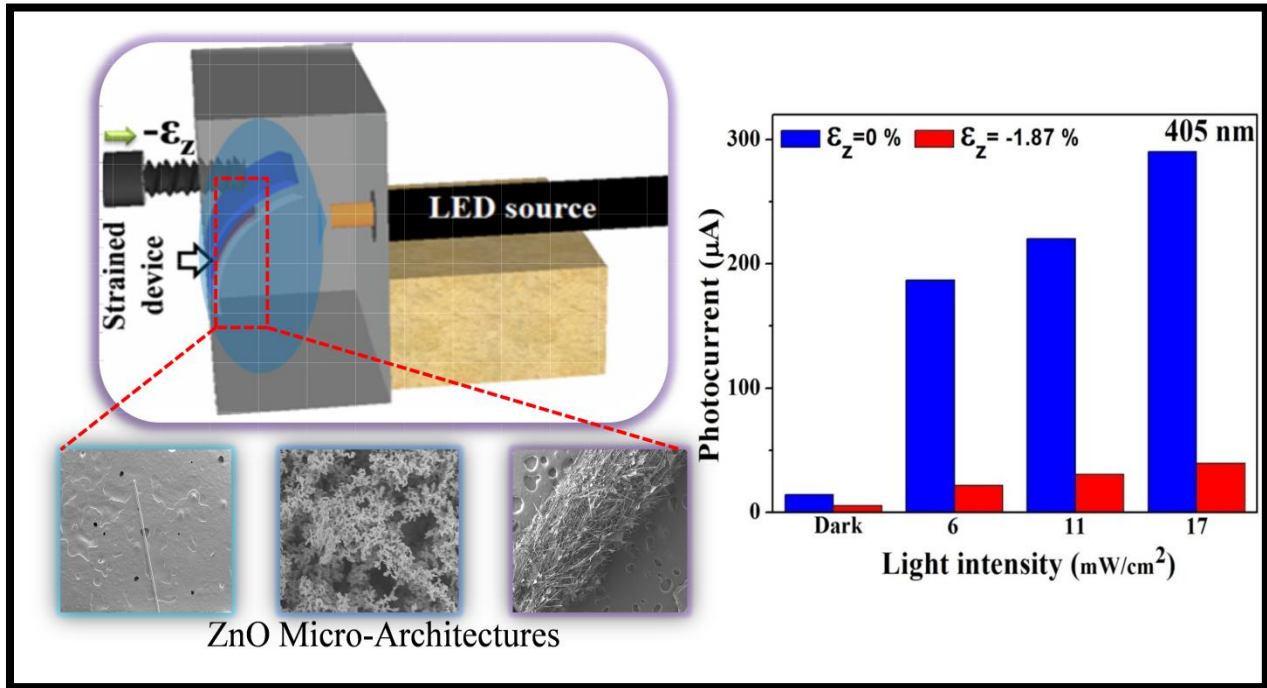 -εz
Strained
device
LED source
ZnO Micro-Architectures
εz=0 %
εz= -1.87 %
405 nm
300
200
100
0
Photocurrent (μA)
Dark
6
11
17
Light intensity (mW/cm²)